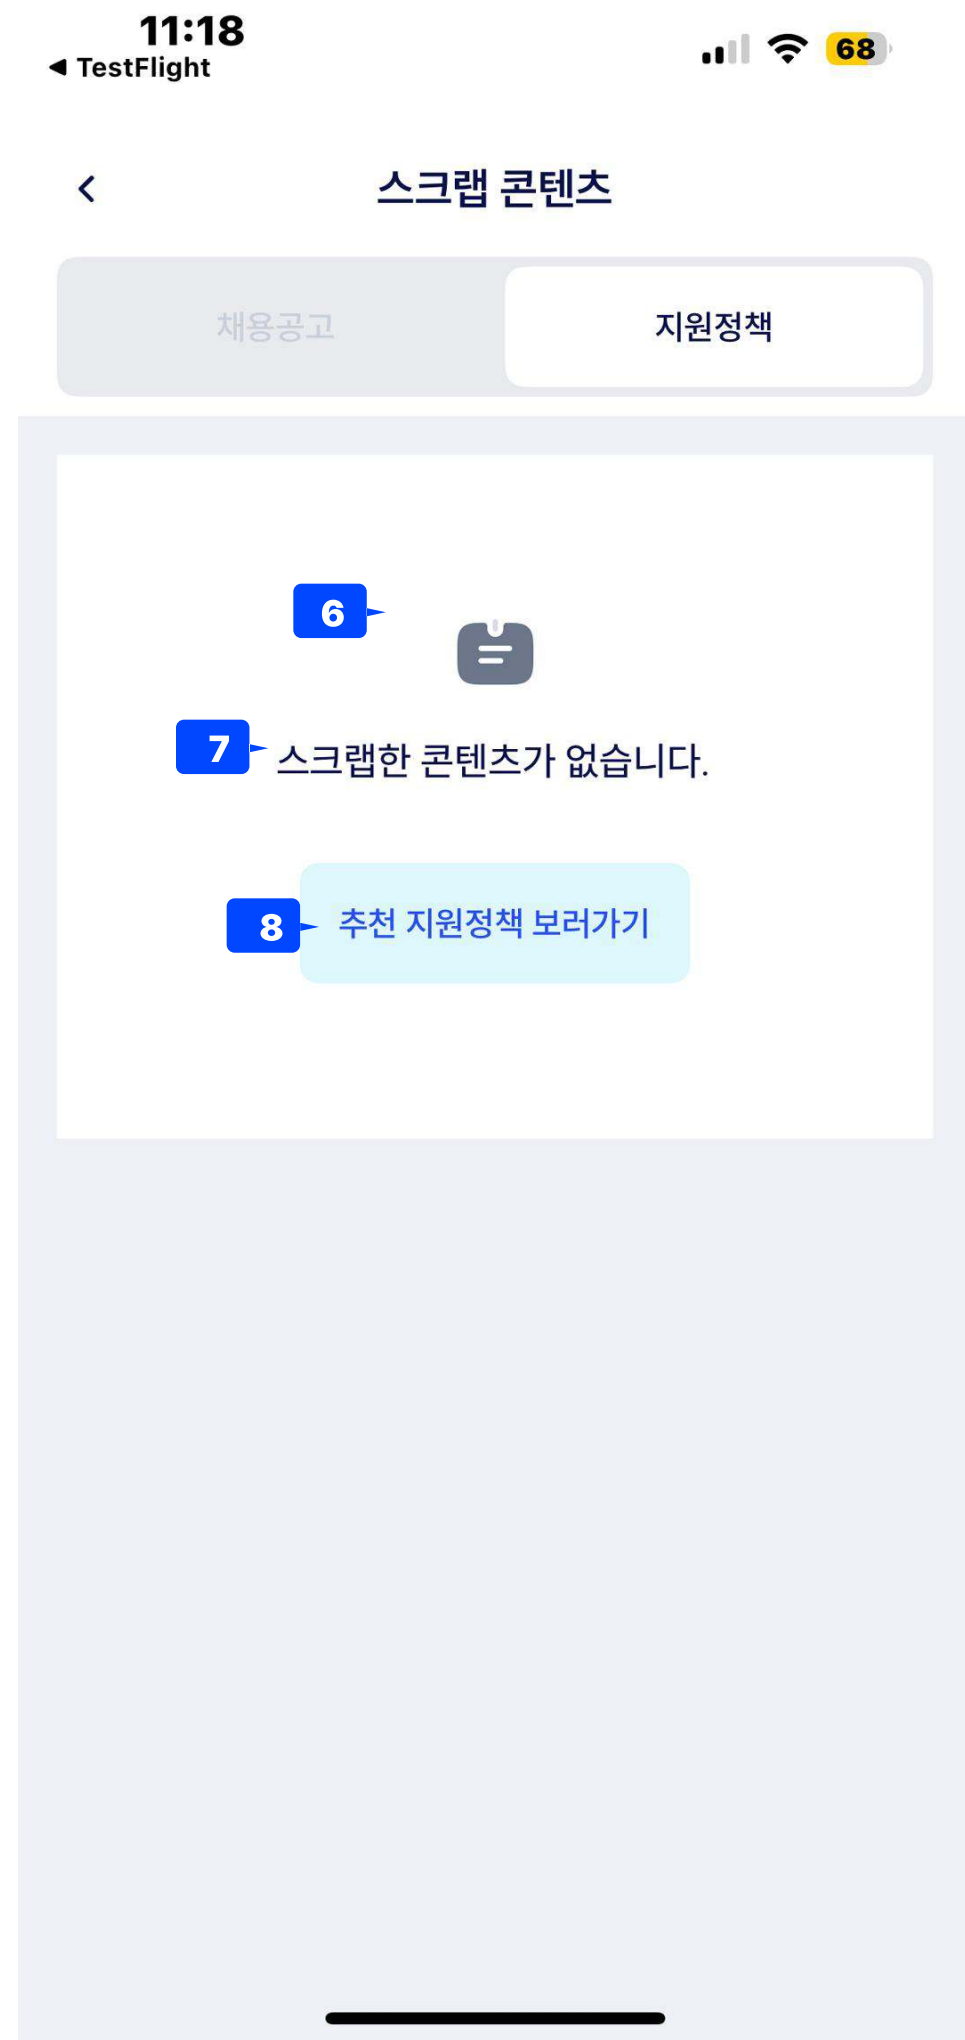 11:18
◀ TestFlight
68
스크랩 콘텐츠
채용공고
지원정책
6
7
스크랩한 콘텐츠가 없습니다.
8
추천 지원정책 보러가기